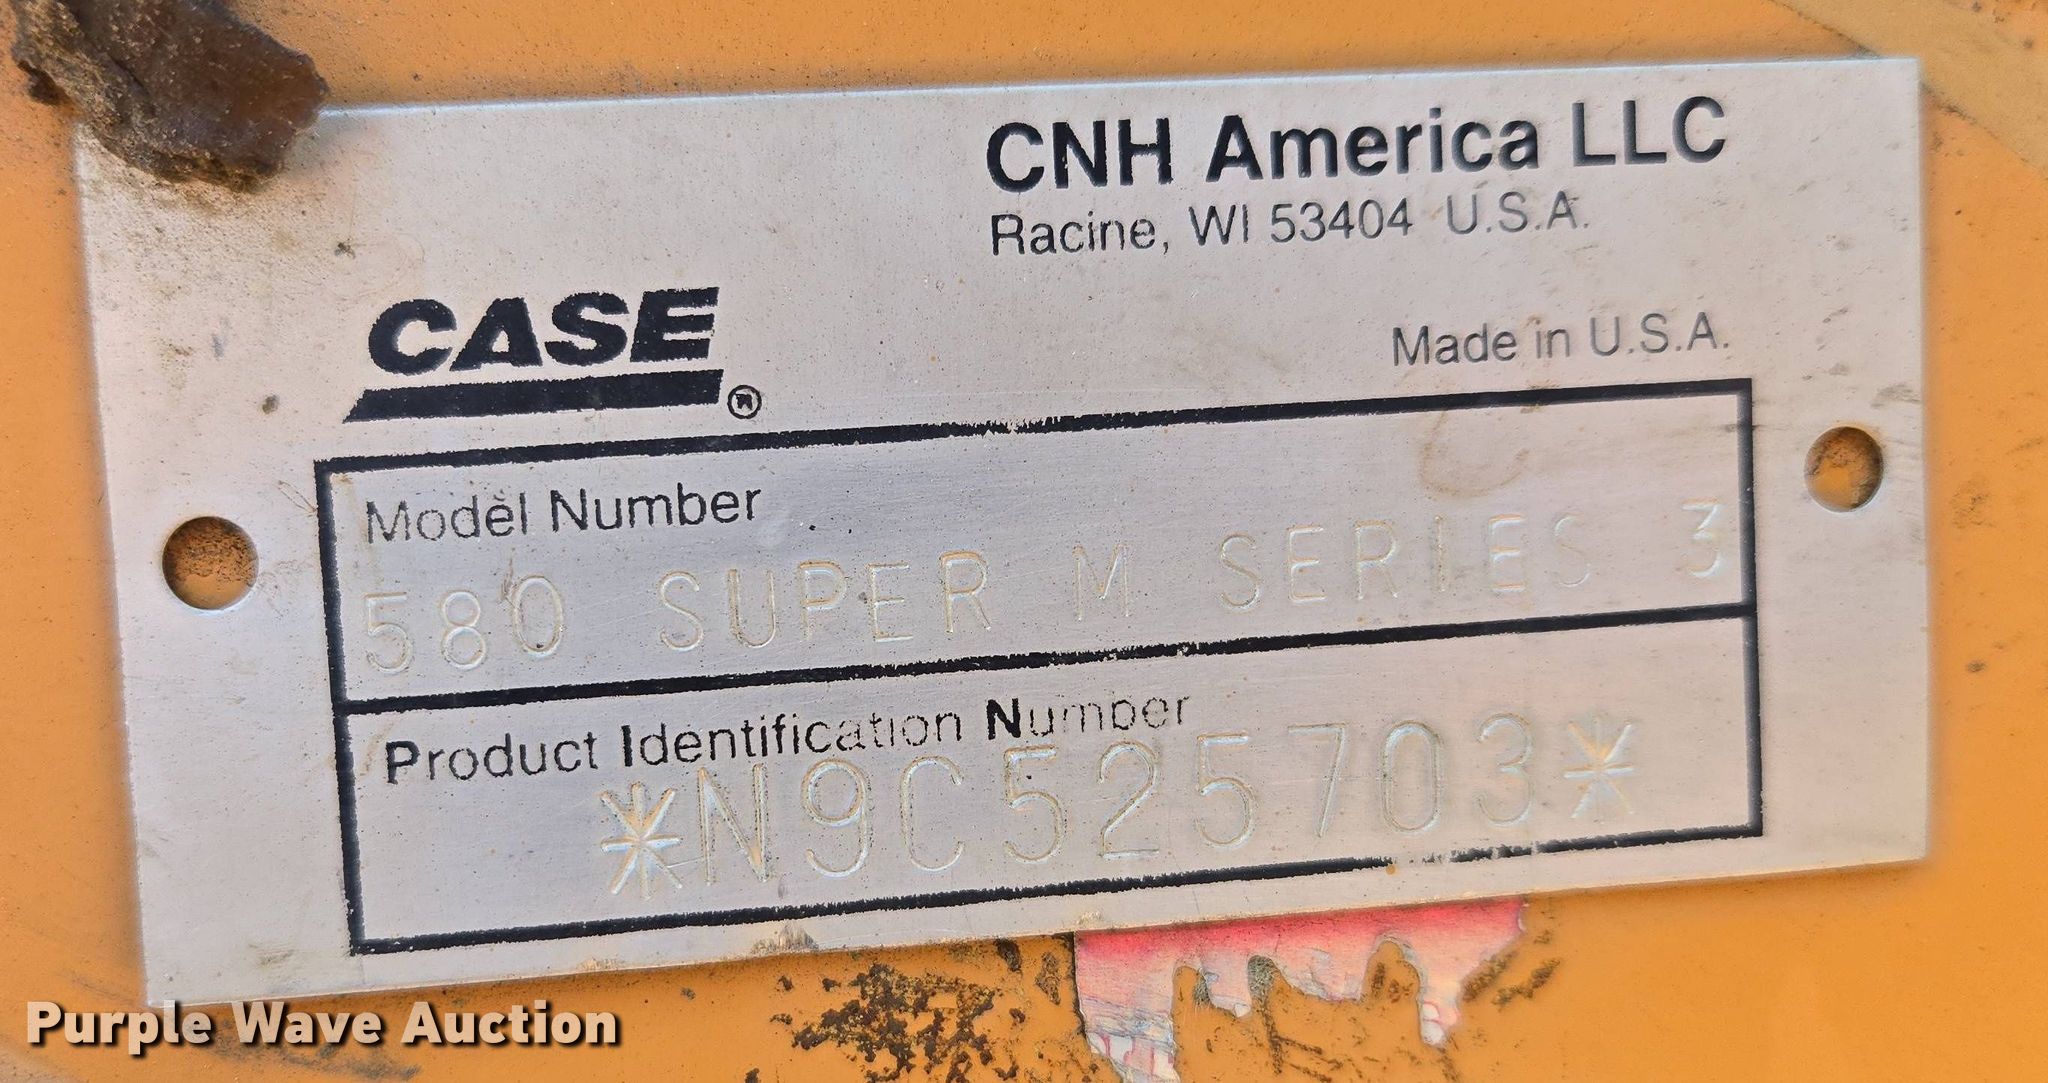 CNH America LLC
Racine, WI 53404 U.S.A.
CASE®
Made in U.S.A.
Model Number
580 SUPER M SERIES 3
Product Identification Number
*N9C525703*
Purple Wave Auction